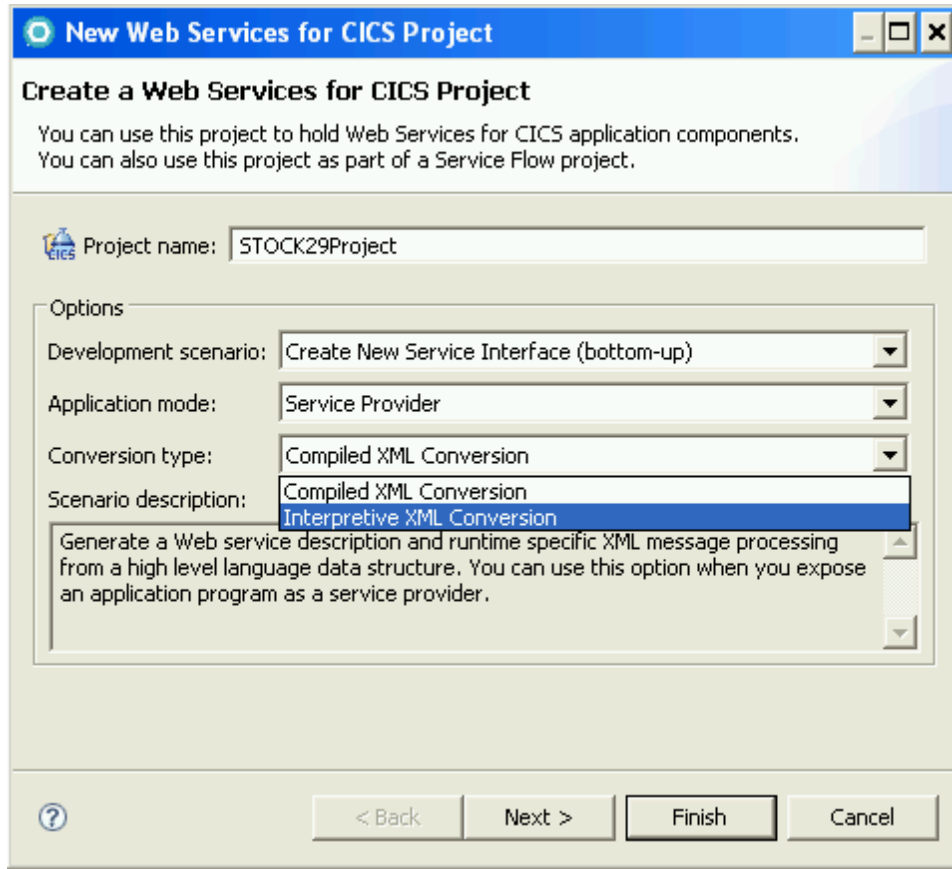 New Web Services for CICS Project
Create a Web Services for CICS Project
You can use this project to hold Web Services for CICS application components.
You can also use this project as part of a Service Flow project.
CICS Project name: STOCK29Project
Options
Development scenario: Create New Service Interface (bottom-up)
Application mode: Service Provider
Conversion type: Compiled XML Conversion
Scenario description: Compiled XML Conversion
Interpretive XML Conversion
Generate a Web service description and runtime specific XML message processing
from a high level language data structure. You can use this option when you expose
an application program as a service provider.
? < Back Next > Finish Cancel